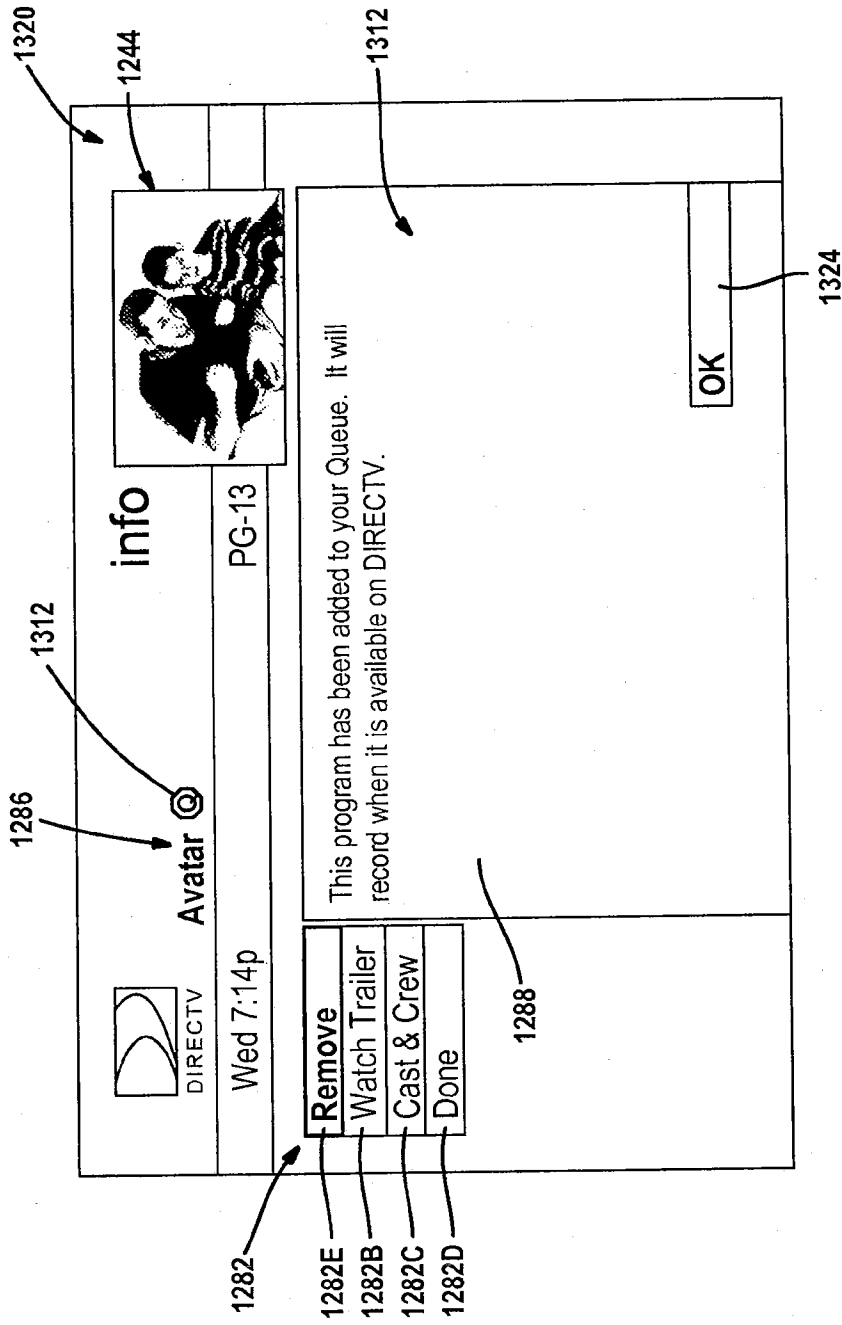 1320
1244
1312
1286
1312
DIRECTV
Avatar Q
info
Wed 7:14p
PG-13
1282
1282E
Remove
1282B
Watch Trailer
1282C
Cast & Crew
1282D
Done
This program has been added to your Queue. It will
record when it is available on DIRECTV.
1288
OK
1324